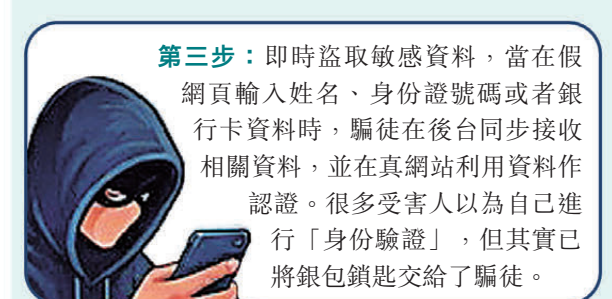 第三步：即時盜取敏感資料，當在假
網頁輸入姓名、身份證號碼或者銀
行卡資料時，騙徒在後台同步接收
相關資料，並在真網站利用資料作
認證。很多受害人以為自己進
行「身份驗證」，但其實已
將銀包鎖匙交給了騙徒。